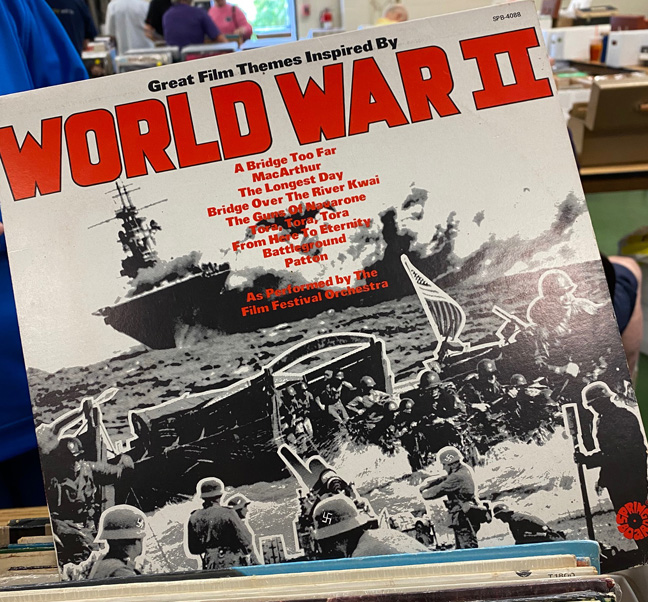 SPB-4088
Great Film Themes Inspired By
WORLD WAR II
A Bridge Too Far
MacArthur
The Longest Day
Bridge Over The River Kwai
The Guns Of Navarone
Tora, Tora, Tora
From Here To Eternity
Battleground
Patton
As Performed by The
Film Festival Orchestra
SPRINGBOARD